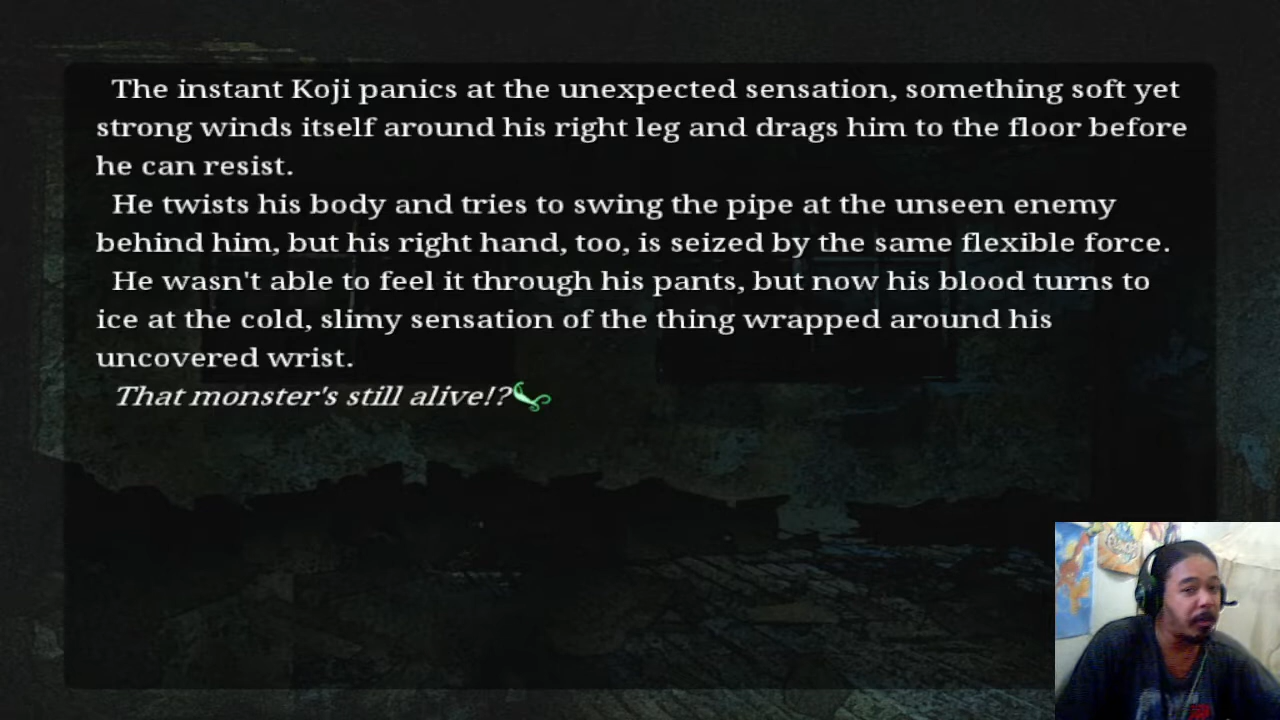 The instant Koji panics at the unexpected sensation, something soft yet
strong winds itself around his right leg and drags him to the floor before
he can resist.
He twists his body and tries to swing the pipe at the unseen enemy
behind him, but his right hand, too, is seized by the same flexible force.
He wasn't able to feel it through his pants, but now his blood turns to
ice at the cold, slimy sensation of the thing wrapped around his
uncovered wrist.
That monster's still alive!?